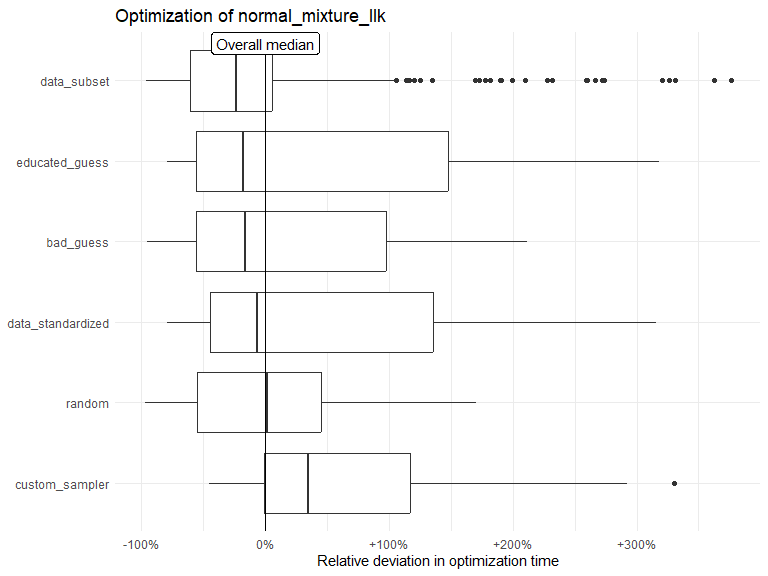 Optimization of normal_mixture_llk
Overall median
data_subset
educated_guess
bad_guess
data_standardized
random
custom_sampler
-100% 0% +100% +200% +300%
Relative deviation in optimization time